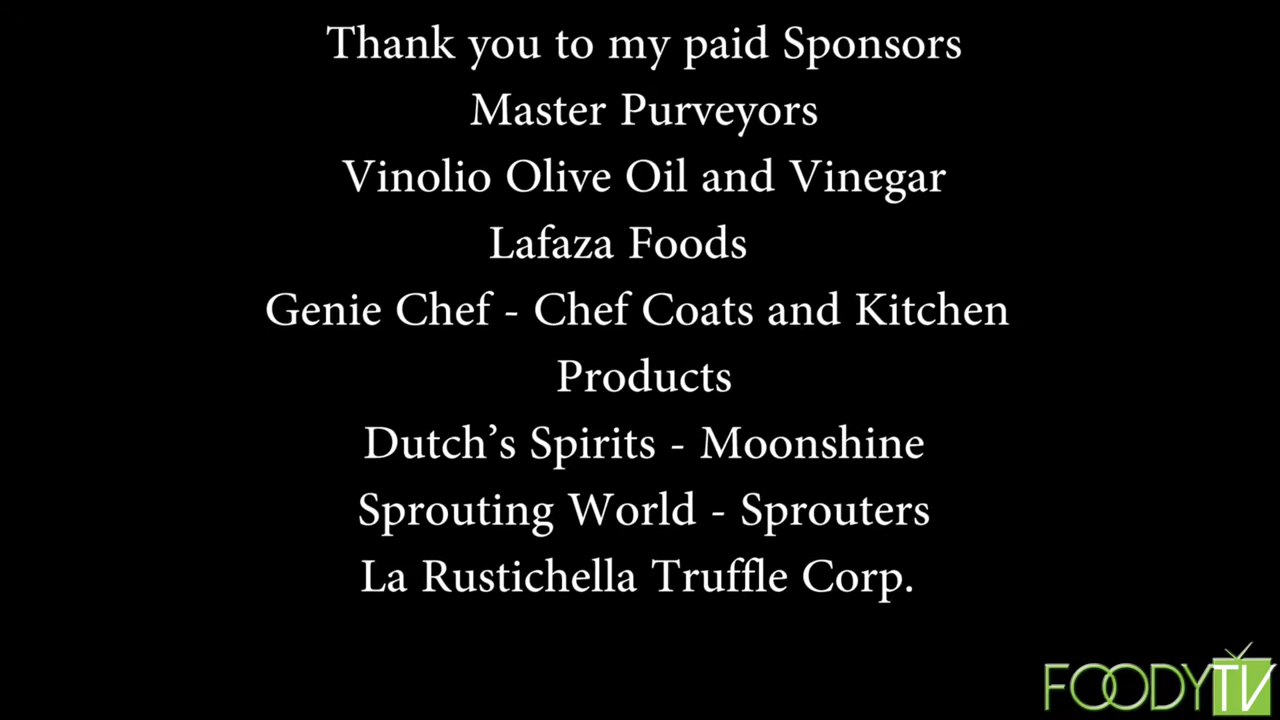 Thank you to my paid Sponsors
Master Purveyors
Vinolio Olive Oil and Vinegar
Lafaza Foods
Genie Chef - Chef Coats and Kitchen
Products
Dutch’s Spirits - Moonshine
Sprouting World - Sprouters
La Rustichella Truffle Corp.
FOODYTV